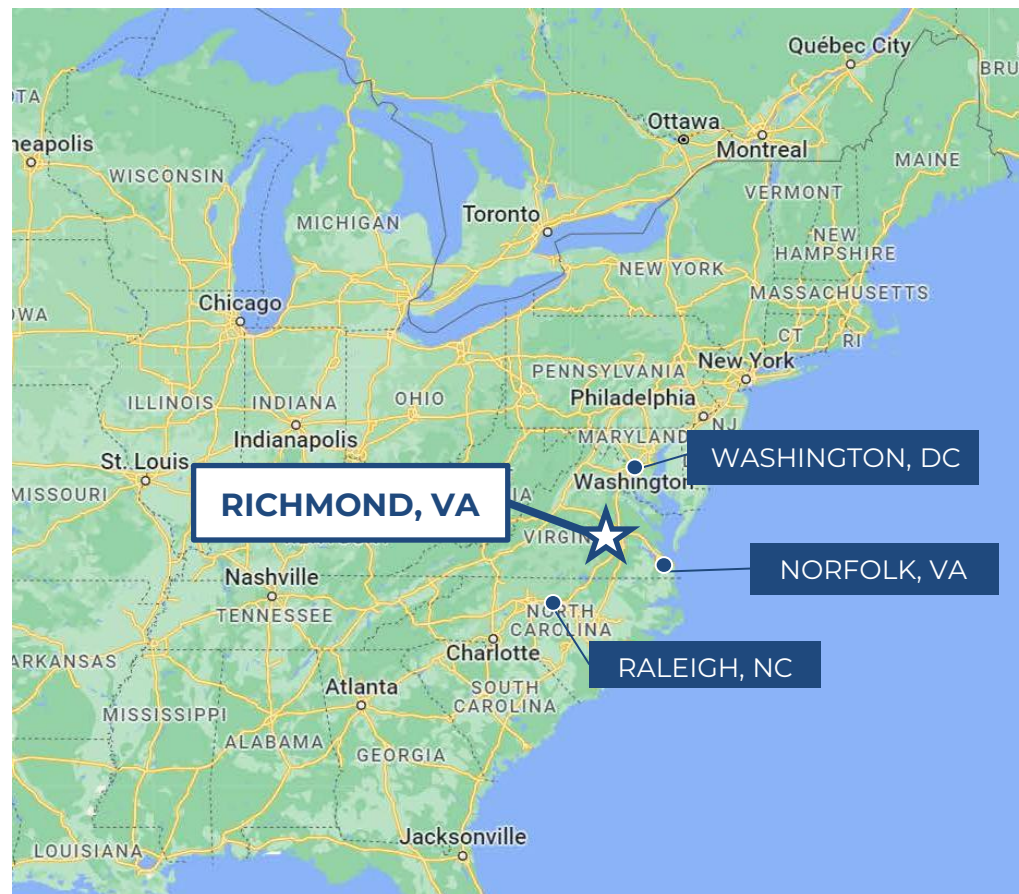 Québec City
BRU
OTA
Ottawa
Montreal
neapolis
MAINE
WISCONSIN
VERMONT
MICHIGAN
Toronto
NEW
HAMPSHIRE
NEW YORK
MASSACHUSETTS
Chicago
OWA
CT
RI
New York
PENNSYLVANIA
ILLINOIS
INDIANA
OHIO
Philadelphia
NJ
Indianapolis
MARYLAND
WASHINGTON, DC
St. Louis
Washington
MISSOURI
RICHMOND, VA
IA
VIRGIN
NORFOLK, VA
Nashville
TENNESSEE
NORTH
CAROLINA
Charlotte
RALEIGH, NC
ARKANSAS
Atlanta
SOUTH
CAROLINA
MISSISSIPPI
ALABAMA
GEORGIA
Jacksonville
LOUISIANA